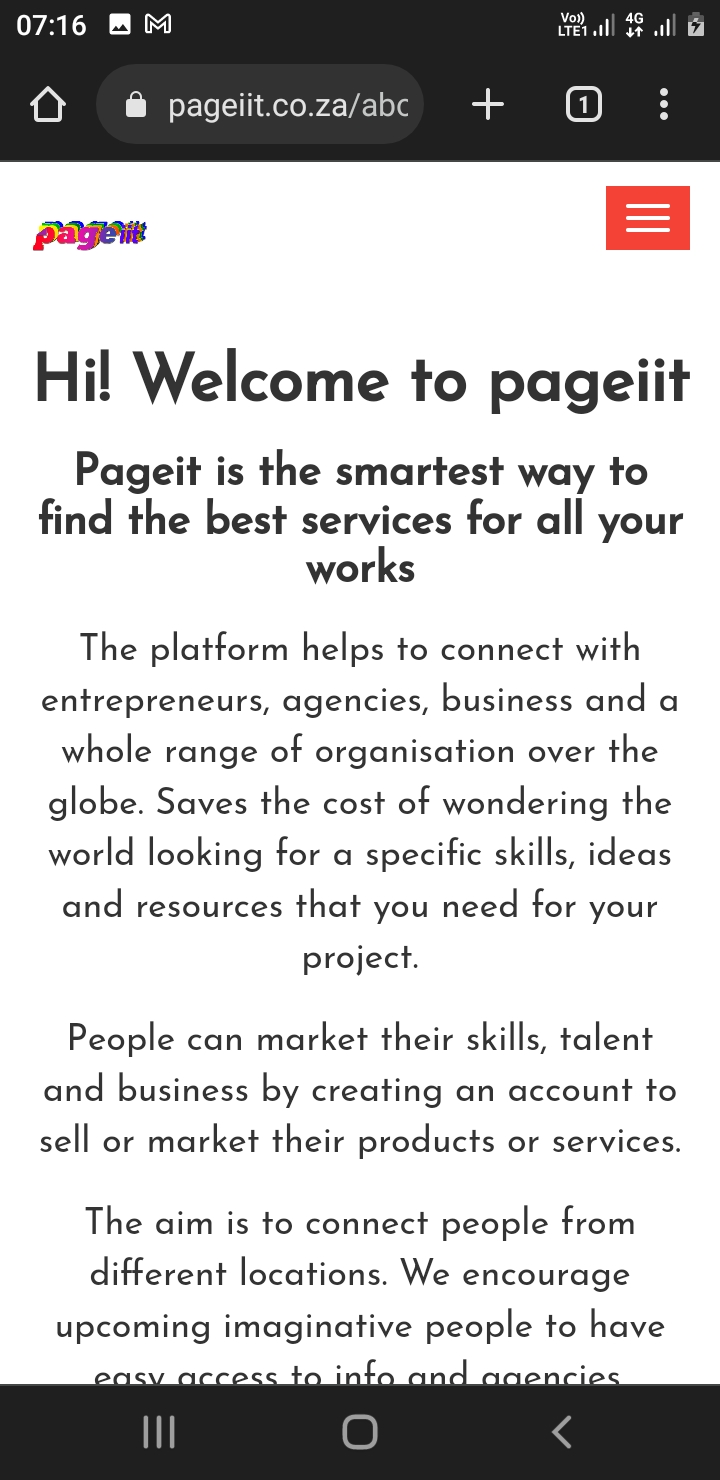 07:16
Vo))
LTE1
4G
pageiit.co.za/abc
1
pageiit
Hi! Welcome to pageiit
Pageit is the smartest way to
find the best services for all your
works
The platform helps to connect with
entrepreneurs, agencies, business and a
whole range of organisation over the
globe. Saves the cost of wondering the
world looking for a specific skills, ideas
and resources that you need for your
project.
People can market their skills, talent
and business by creating an account to
sell or market their products or services.
The aim is to connect people from
different locations. We encourage
upcoming imaginative people to have
easy access to info and agencies